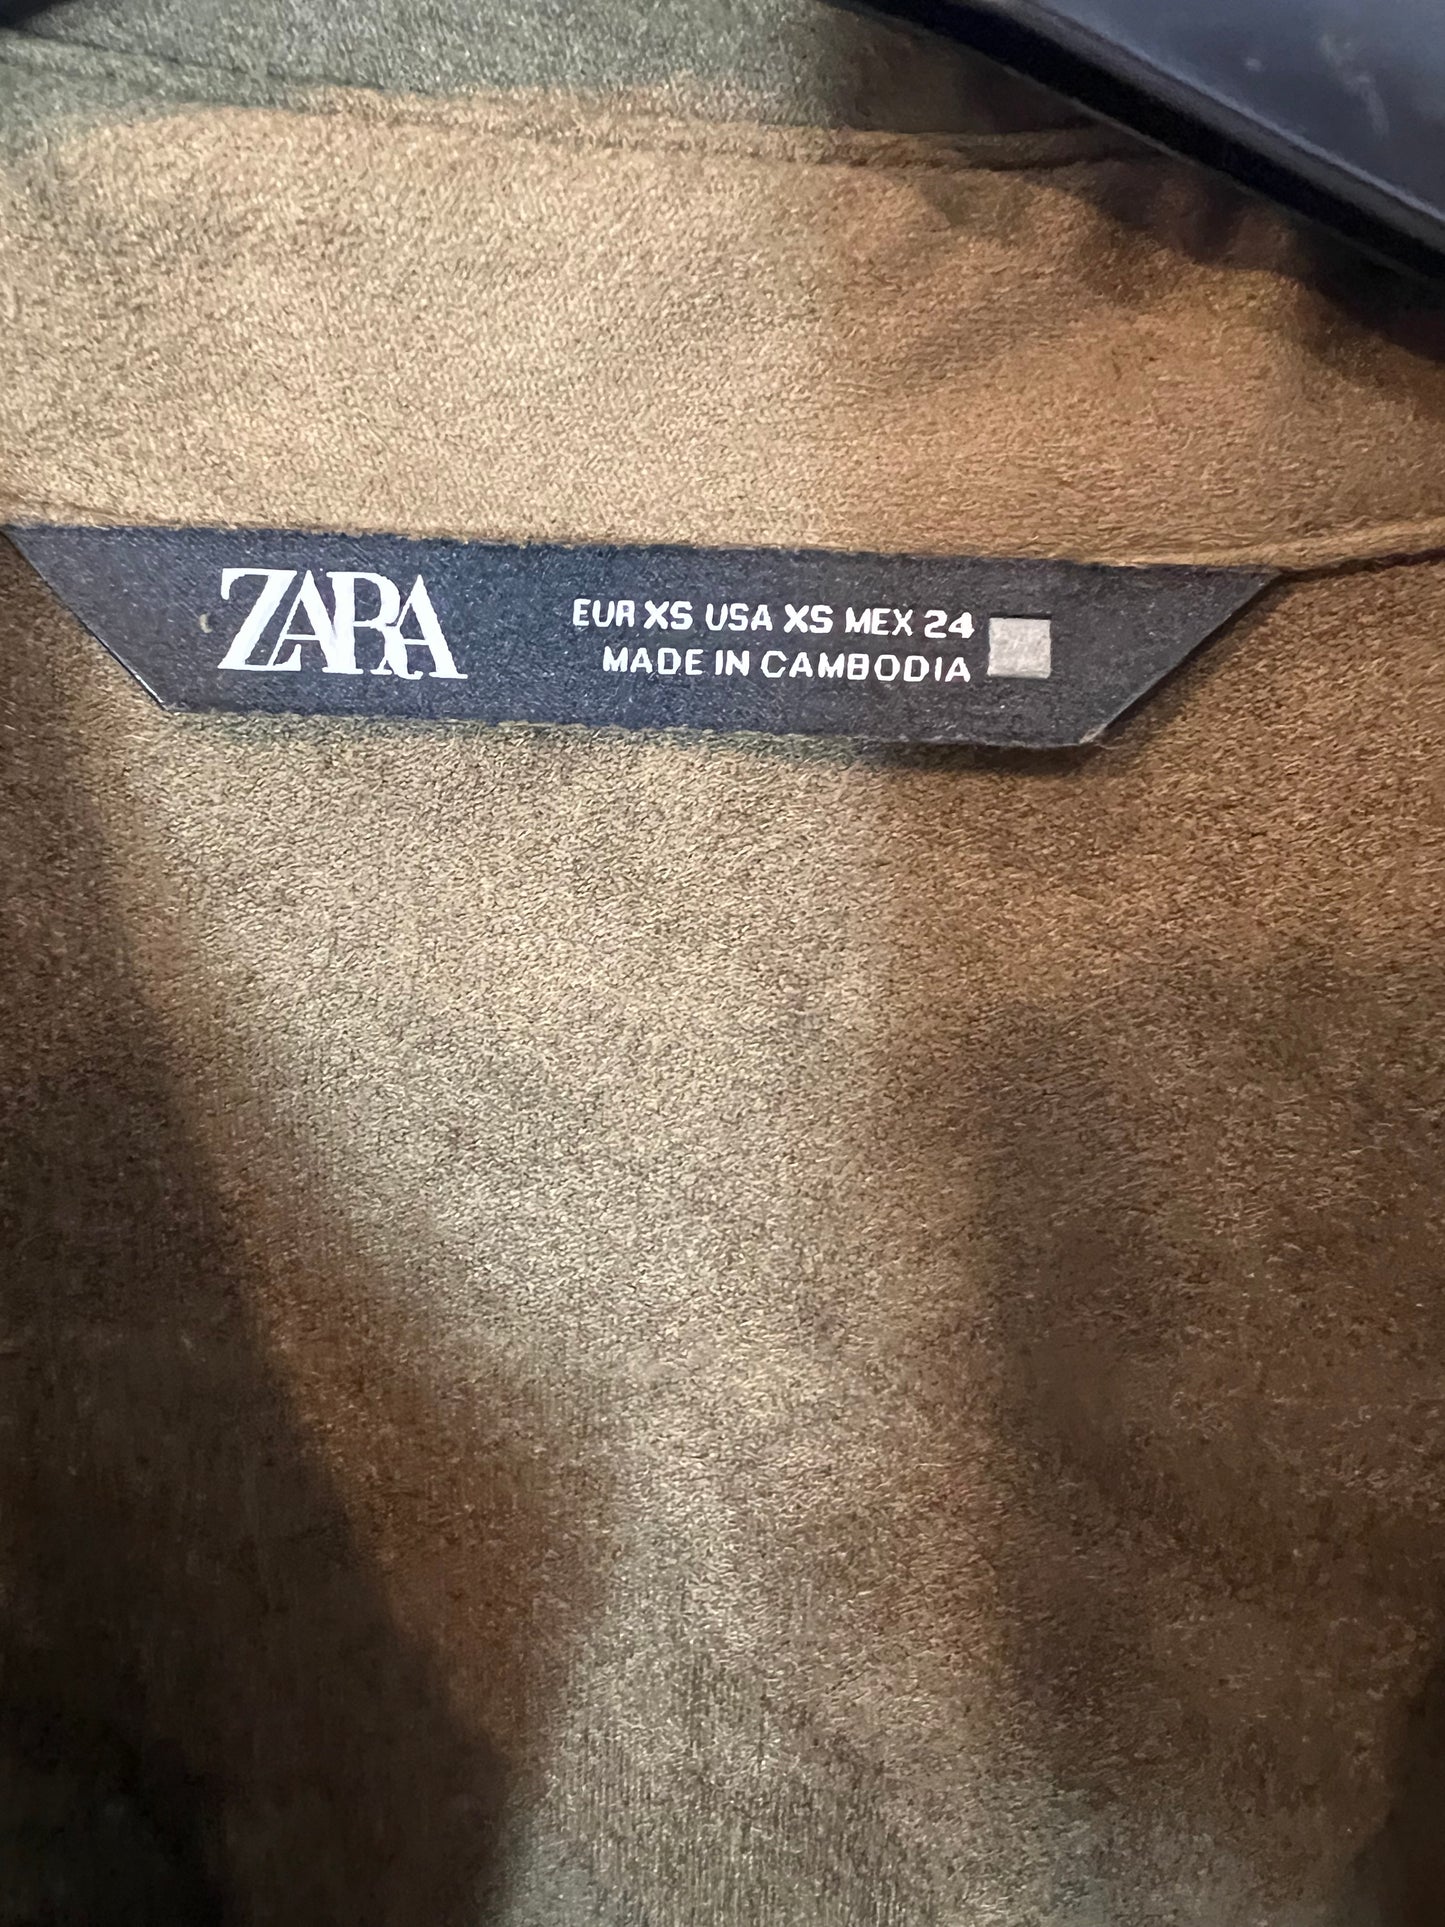 ZARA
EUR XS USA XS MEX 24
MADE IN CAMBODIA